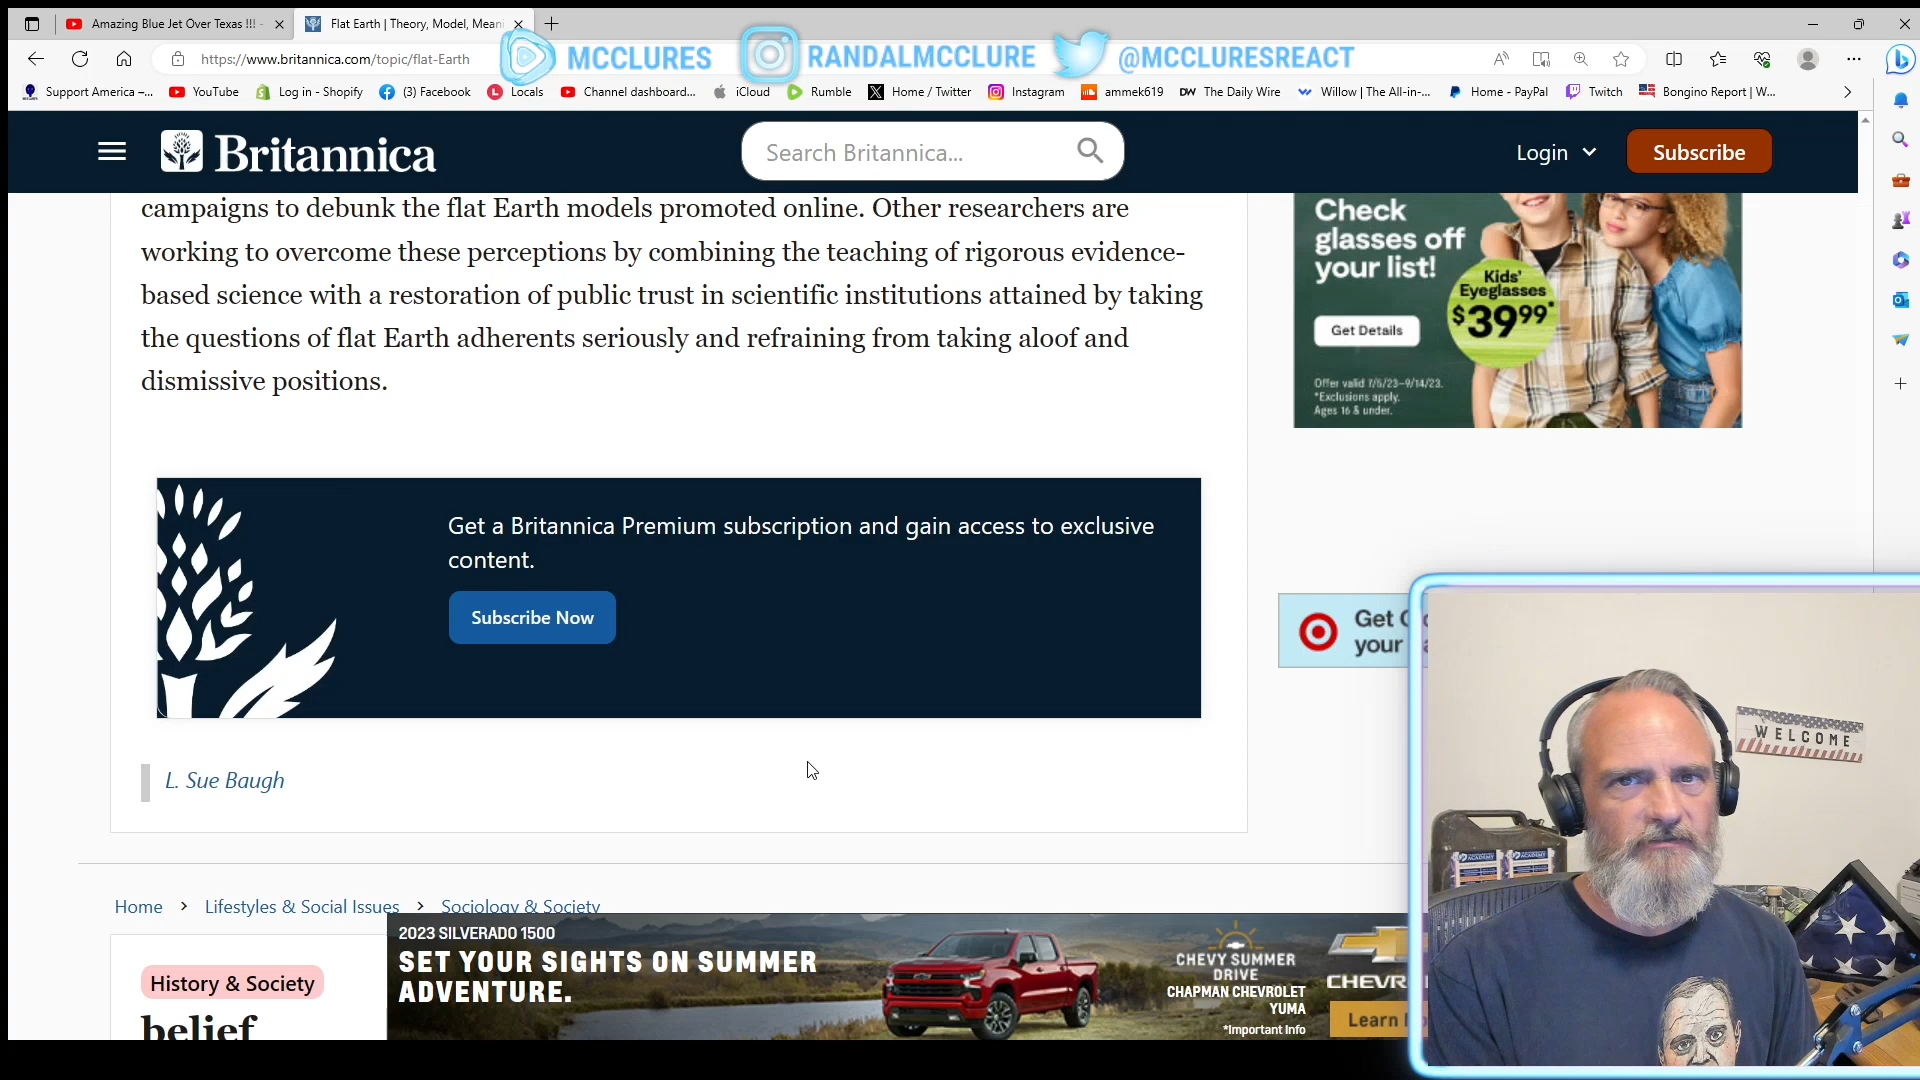 Amazing Blue Jet Over Texas !!! -
Flat Earth | Theory, Model, Meani
https://www.britannica.com/topic/flat-Earth
MCCLURES
RANDALMCCLURE
@MCCLURESREACT
Support America –...
YouTube
Log in - Shopify
(3) Facebook
Locals
Channel dashboard...
iCloud
Rumble
Home / Twitter
Instagram
ammek619
DW The Daily Wire
Willow | The All-in-...
Home - PayPal
Twitch
Bongino Report | W...
Britannica
Search Britannica...
Login
Subscribe
campaigns to debunk the flat Earth models promoted online. Other researchers are
working to overcome these perceptions by combining the teaching of rigorous evidence-
based science with a restoration of public trust in scientific institutions attained by taking
the questions of flat Earth adherents seriously and refraining from taking aloof and
dismissive positions.
Check
glasses off
your list!
Kids'
Eyeglasses
$39.99*
Get Details
Offer valid 7/6/23–9/14/23.
*Exclusions apply.
Ages 16 & under.
Get a Britannica Premium subscription and gain access to exclusive
content.
Subscribe Now
Get
your
L. Sue Baugh
WELCOME
ACADEMY
ACADEMY
Home > Lifestyles & Social Issues > Sociology & Society
History & Society
belief
2023 SILVERADO 1500
SET YOUR SIGHTS ON SUMMER
ADVENTURE.
CHEVY SUMMER
DRIVE
CHAPMAN CHEVROLET
YUMA
*Important Info
CHEVR
Learn